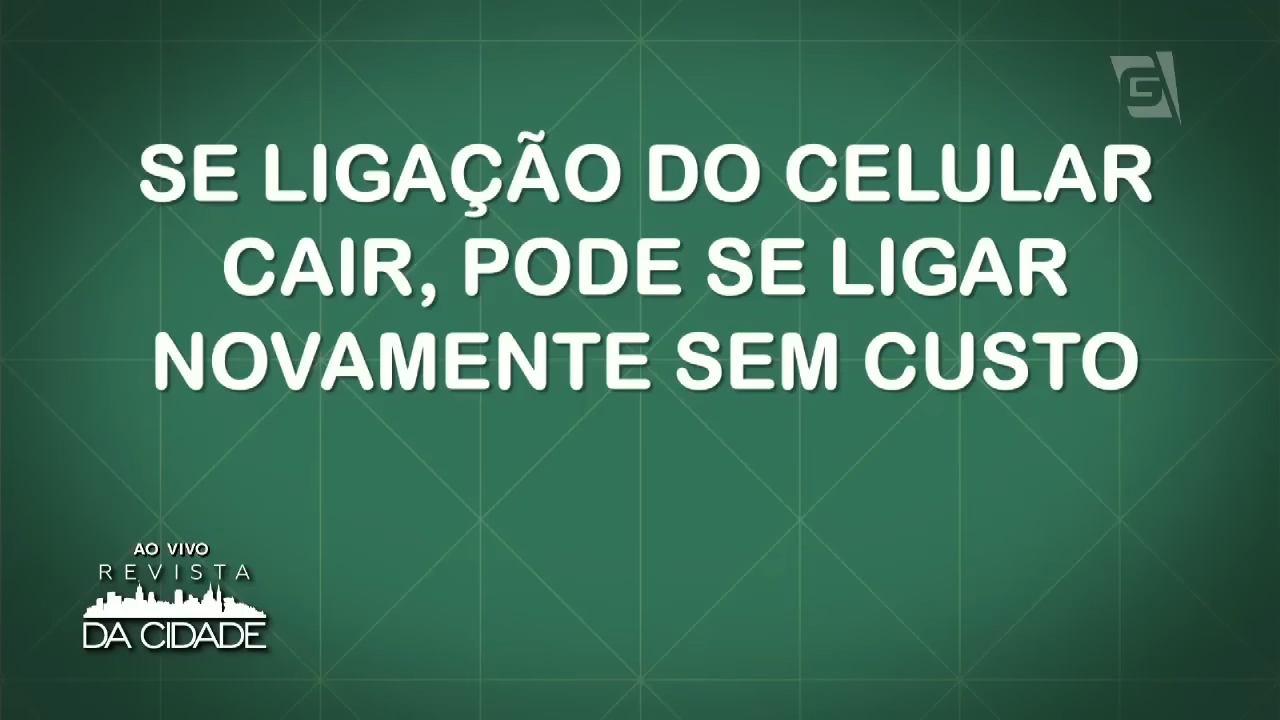 SE LIGAÇÃO DO CELULAR
CAIR, PODE SE LIGAR
NOVAMENTE SEM CUSTO
AO VIVO
REVISTA
DA CIDADE